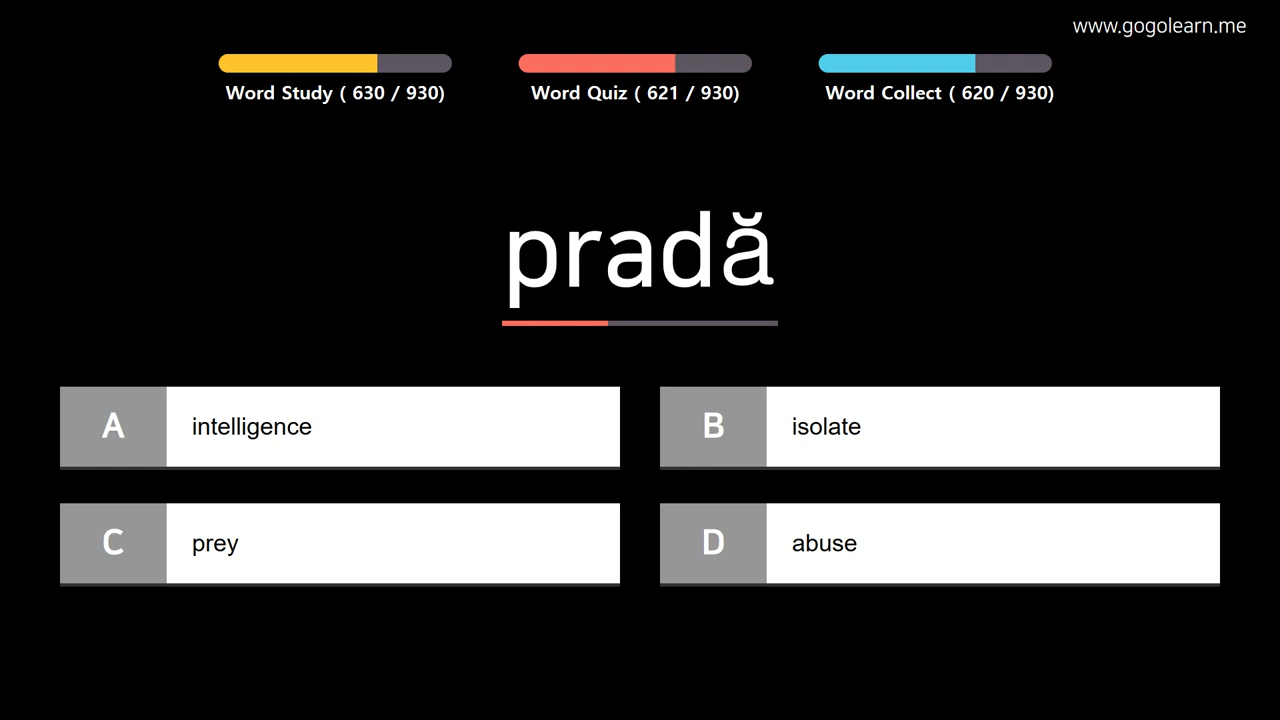 www.gogolearn.me
Word Study ( 630 / 930)
Word Quiz ( 621 / 930)
Word Collect ( 620 / 930)
pradă
A intelligence
B isolate
C prey
D abuse